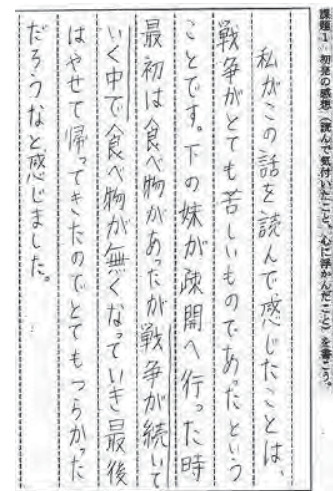 課題1 初発の感想(読んで気付いたこと、心に浮かんだこと)を書こう。
私がこの話を読んで感じたことは、
戦争がとても苦しいものであったという
ことです。下の妹が疎開へ行った時
最初は食べ物があったが戦争が続いて
いく中で食べ物が無くなっていき最後
はやせて帰ってきたのでとてもつらかった
だろうなと感じました。